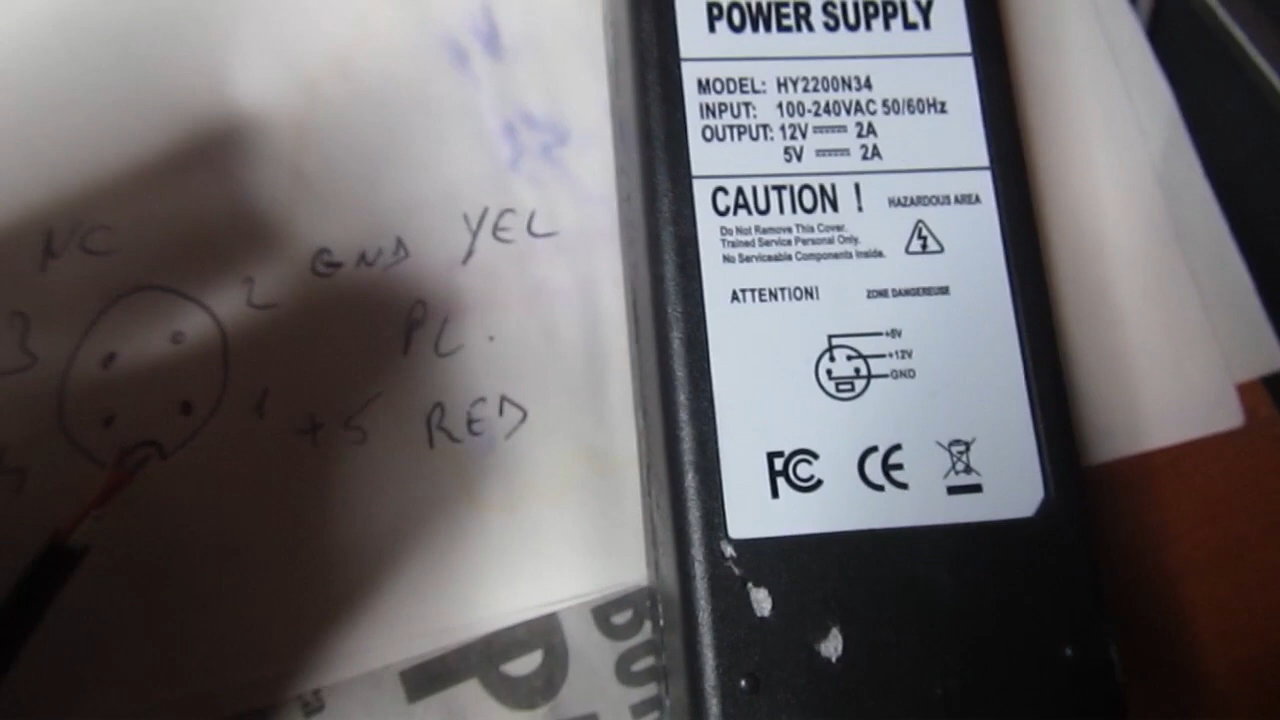 POWER SUPPLY
MODEL: HY2200N34
INPUT: 100-240VAC 50/60Hz
OUTPUT: 12V 2A
5V 2A
CAUTION !
HAZARDOUS AREA
Do Not Remove This Cover.
Trained Service Personal Only.
No Serviceable Components Inside.
ATTENTION!
ZONE DANGEREUSE
+5V
+12V
GND
FC CE
NC
2 GND YEL
3
PL.
1 +5 RED